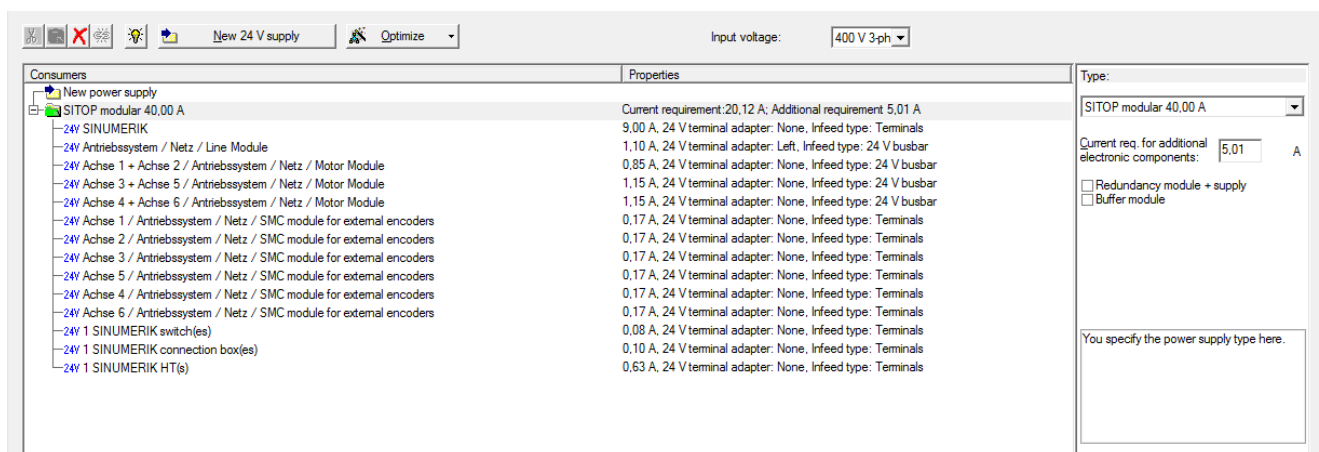 New 24 V supply Optimize Input voltage: 400 V 3-ph
Consumers Properties Type:
New power supply
SITOP modular 40,00 A Current requirement:20,12 A; Additional requirement 5,01 A SITOP modular 40,00 A
24V SINUMERIK 9,00 A, 24 V terminal adapter: None, Infeed type: Terminals
24V Antriebssystem / Netz / Line Module 1,10 A, 24 V terminal adapter: Left, Infeed type: 24 V busbar
24V Achse 1 + Achse 2 / Antriebssystem / Netz / Motor Module 0,85 A, 24 V terminal adapter: None, Infeed type: 24 V busbar
24V Achse 3 + Achse 5 / Antriebssystem / Netz / Motor Module 1,15 A, 24 V terminal adapter: None, Infeed type: 24 V busbar
24V Achse 4 + Achse 6 / Antriebssystem / Netz / Motor Module 1,15 A, 24 V terminal adapter: None, Infeed type: 24 V busbar
24V Achse 1 / Antriebssystem / Netz / SMC module for external encoders 0,17 A, 24 V terminal adapter: None, Infeed type: Terminals
24V Achse 2 / Antriebssystem / Netz / SMC module for external encoders 0,17 A, 24 V terminal adapter: None, Infeed type: Terminals
24V Achse 3 / Antriebssystem / Netz / SMC module for external encoders 0,17 A, 24 V terminal adapter: None, Infeed type: Terminals
24V Achse 5 / Antriebssystem / Netz / SMC module for external encoders 0,17 A, 24 V terminal adapter: None, Infeed type: Terminals
24V Achse 4 / Antriebssystem / Netz / SMC module for external encoders 0,17 A, 24 V terminal adapter: None, Infeed type: Terminals
24V Achse 6 / Antriebssystem / Netz / SMC module for external encoders 0,17 A, 24 V terminal adapter: None, Infeed type: Terminals
24V 1 SINUMERIK switch(es) 0,08 A, 24 V terminal adapter: None, Infeed type: Terminals
24V 1 SINUMERIK connection box(es) 0,10 A, 24 V terminal adapter: None, Infeed type: Terminals
24V 1 SINUMERIK HT(s) 0,63 A, 24 V terminal adapter: None, Infeed type: Terminals
Current req. for additional
electronic components: 5,01 A
Redundancy module + supply
Buffer module
You specify the power supply type here.